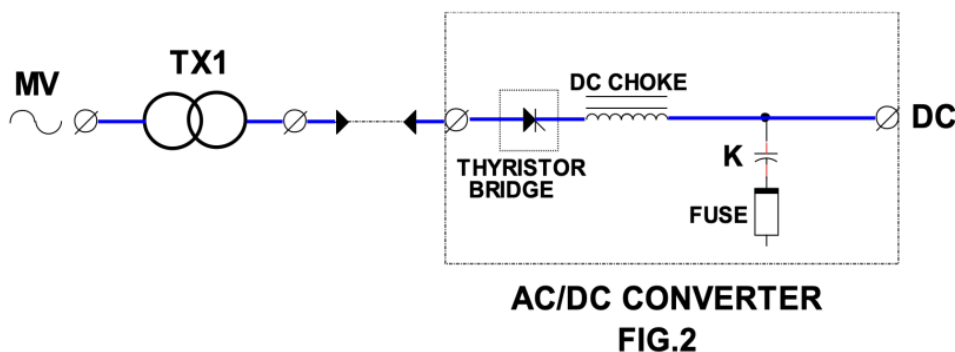 MV
TX1
DC CHOKE
DC
THYRISTOR
BRIDGE
K
FUSE
AC/DC CONVERTER
FIG.2